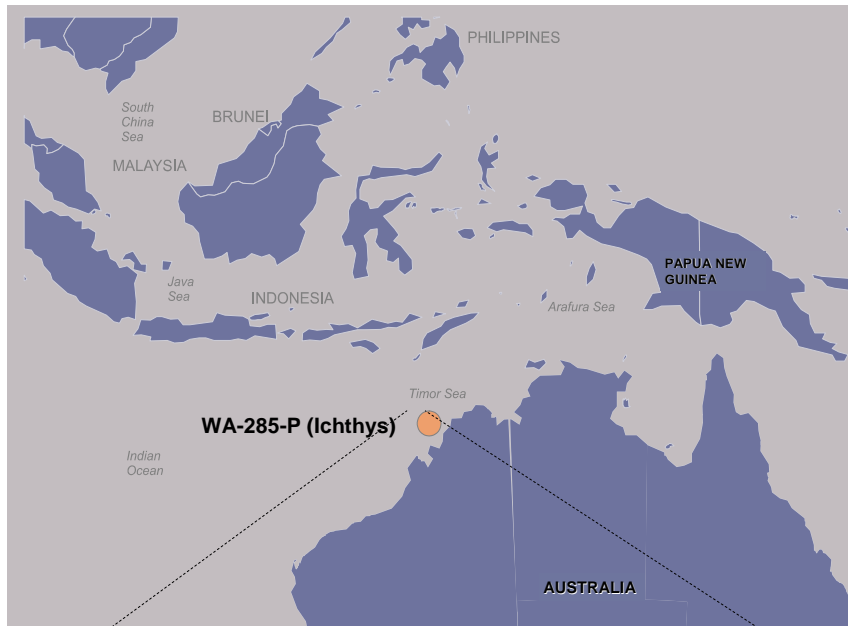 PHILIPPINES
South
China
Sea
BRUNEI
MALAYSIA
PAPUA NEW
GUINEA
Java
Sea
INDONESIA
Arafura Sea
Timor Sea
WA-285-P (Ichthys)
Indian
Ocean
AUSTRALIA